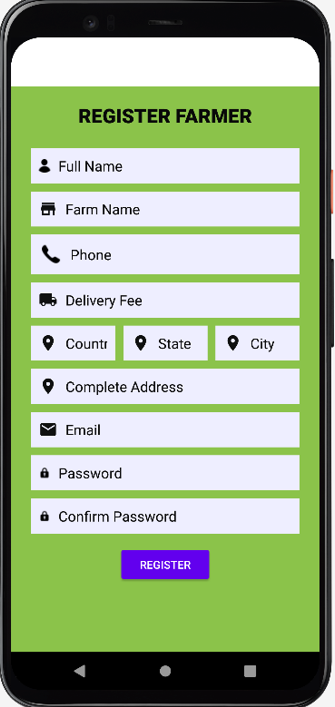 REGISTER FARMER
Full Name
Farm Name
Phone
Delivery Fee
Countr State City
Complete Address
Email
Password
Confirm Password
REGISTER